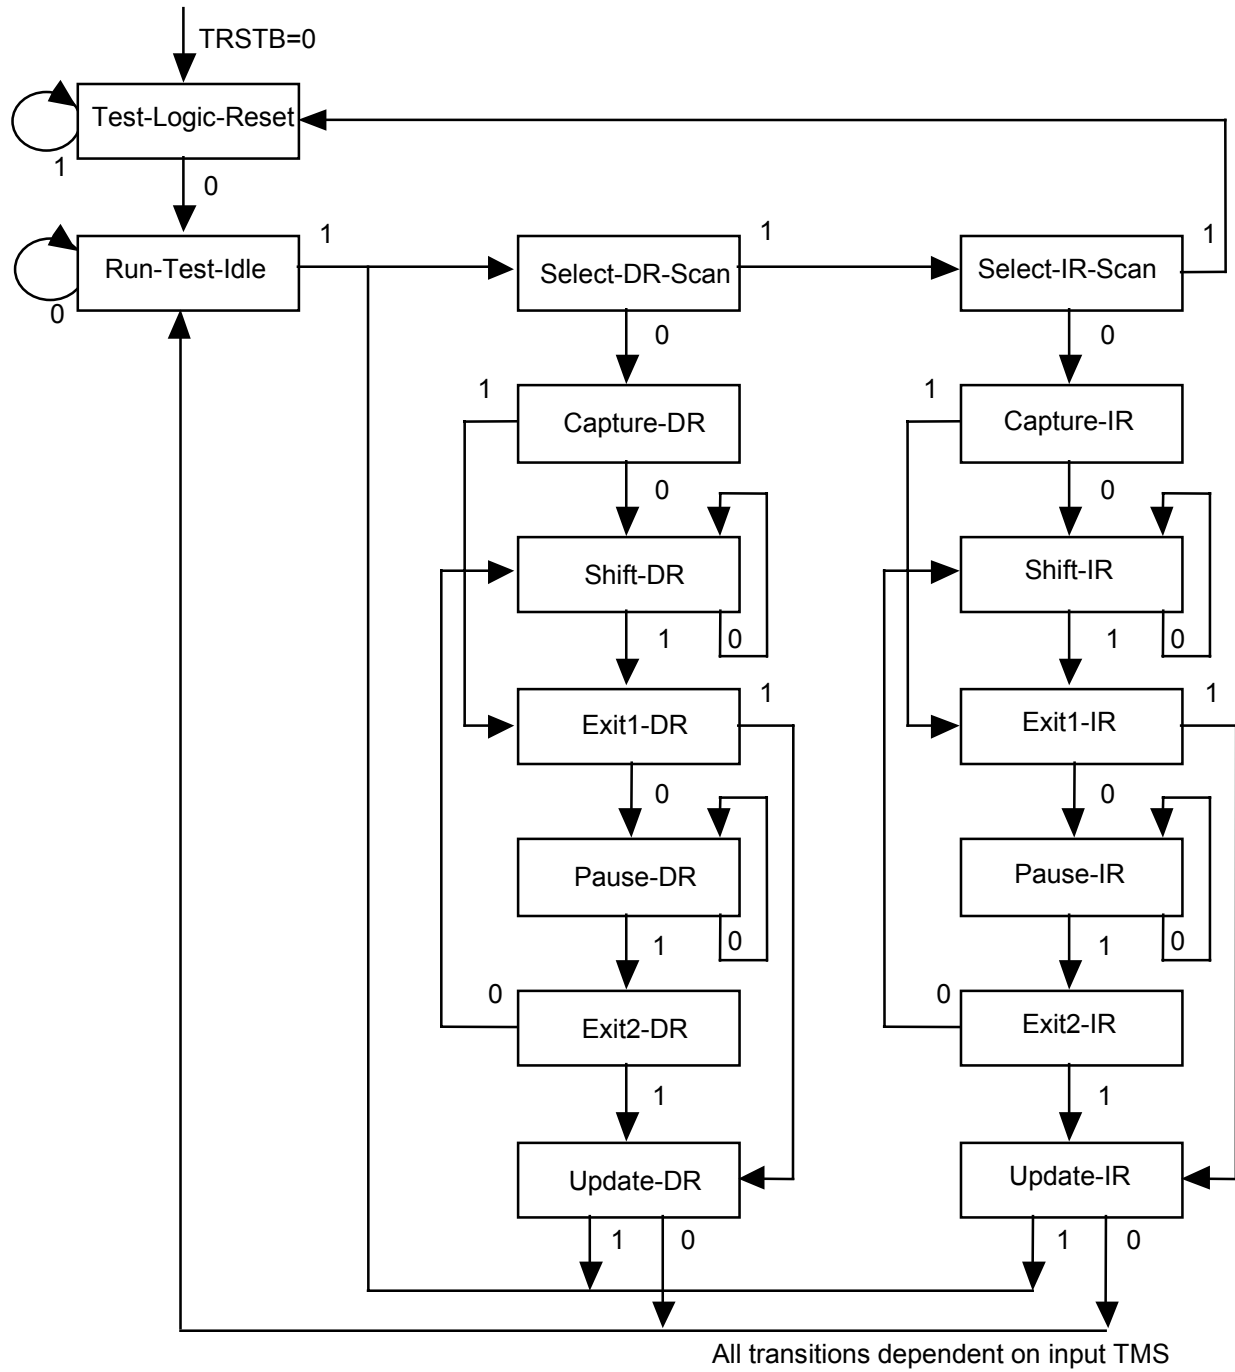 TRSTB=0
Test-Logic-Reset
1
0
Run-Test-Idle
0
1
Select-DR-Scan
1
Select-IR-Scan
1
0
0
1
Capture-DR
1
Capture-IR
0
0
Shift-DR
Shift-IR
1
0
1
0
Exit1-DR
1
Exit1-IR
1
0
0
Pause-DR
Pause-IR
1
0
1
0
0
Exit2-DR
0
Exit2-IR
1
1
Update-DR
Update-IR
1
0
1
0
All transitions dependent on input TMS